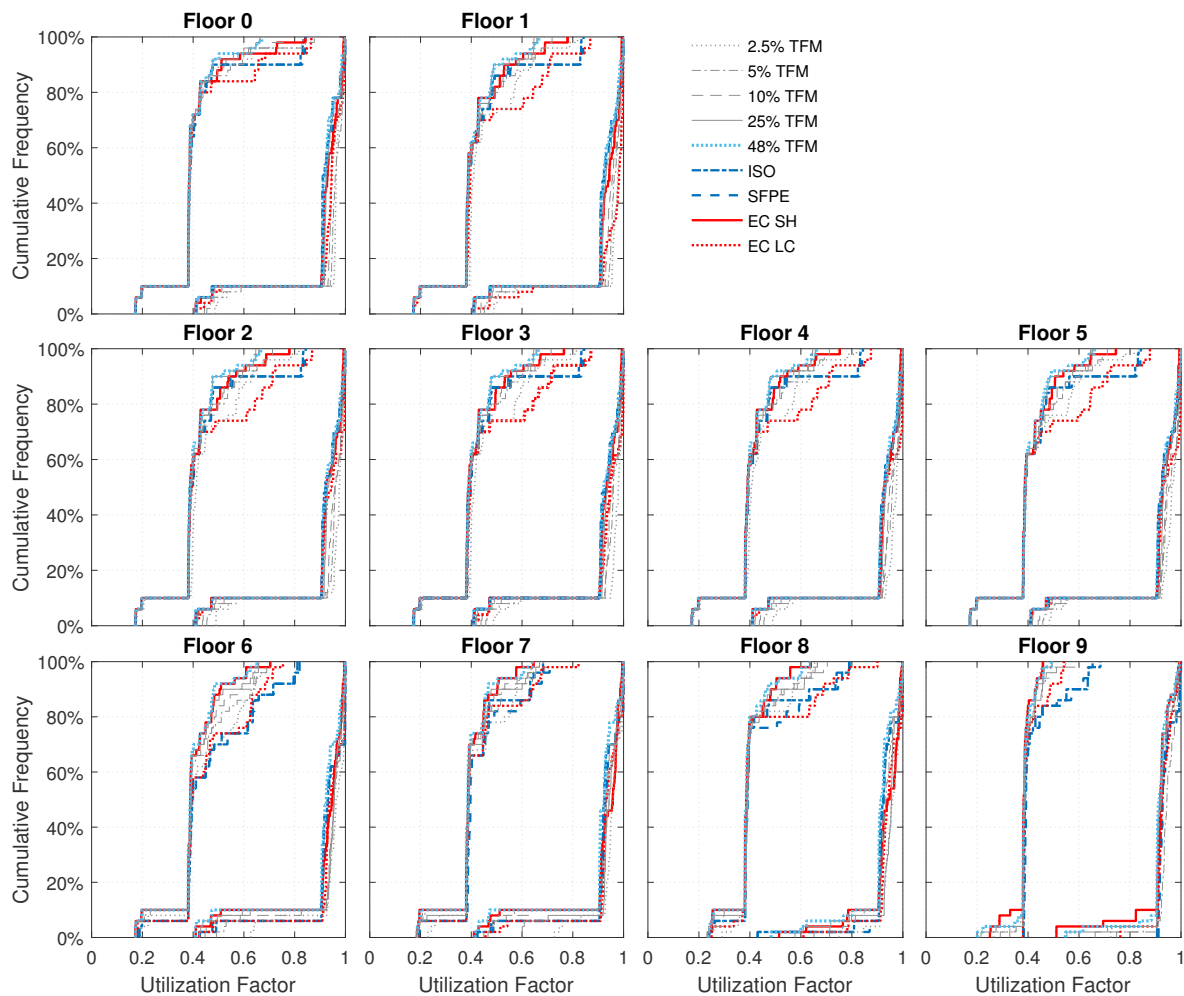 Floor 0
Floor 1
100%
80%
60%
40%
20%
0%
Cumulative Frequency
2.5% TFM
5% TFM
10% TFM
25% TFM
48% TFM
ISO
SFPE
EC SH
EC LC
Floor 2
Floor 3
Floor 4
Floor 5
100%
80%
60%
40%
20%
0%
Cumulative Frequency
Floor 6
Floor 7
Floor 8
Floor 9
100%
80%
60%
40%
20%
0%
Cumulative Frequency
0 0.2 0.4 0.6 0.8 1 0 0.2 0.4 0.6 0.8 1 0 0.2 0.4 0.6 0.8 1 0 0.2 0.4 0.6 0.8 1
Utilization Factor
Utilization Factor
Utilization Factor
Utilization Factor